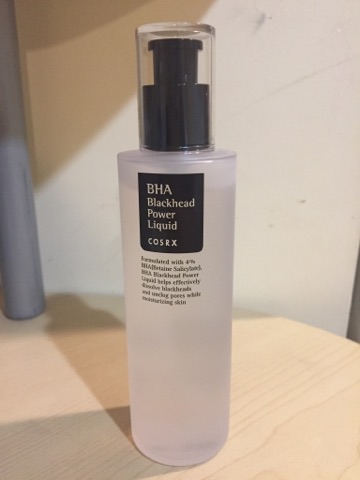 BHA
Blackhead
Power
Liquid
COSRX
Formulated with 4%
BHA(Betaine Salicylate),
BHA Blackhead Power
Liquid helps effectively
dissolve blackheads
and unclog pores while
moisturizing skin